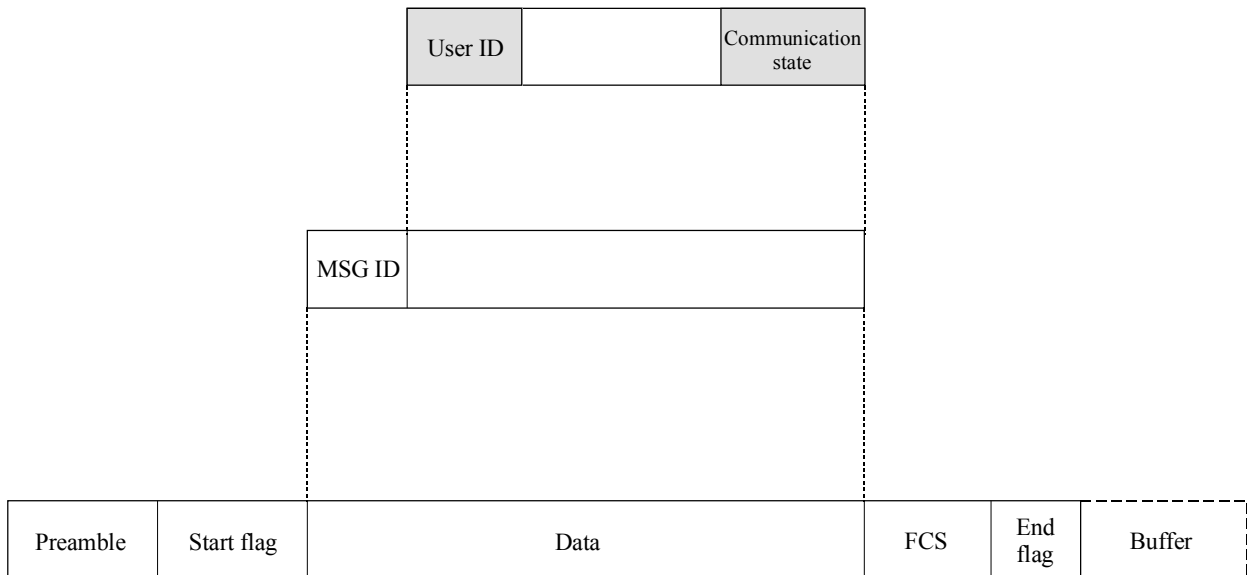 User ID
Communication
state
MSG ID
Preamble
Start flag
Data
FCS
End
flag
Buffer